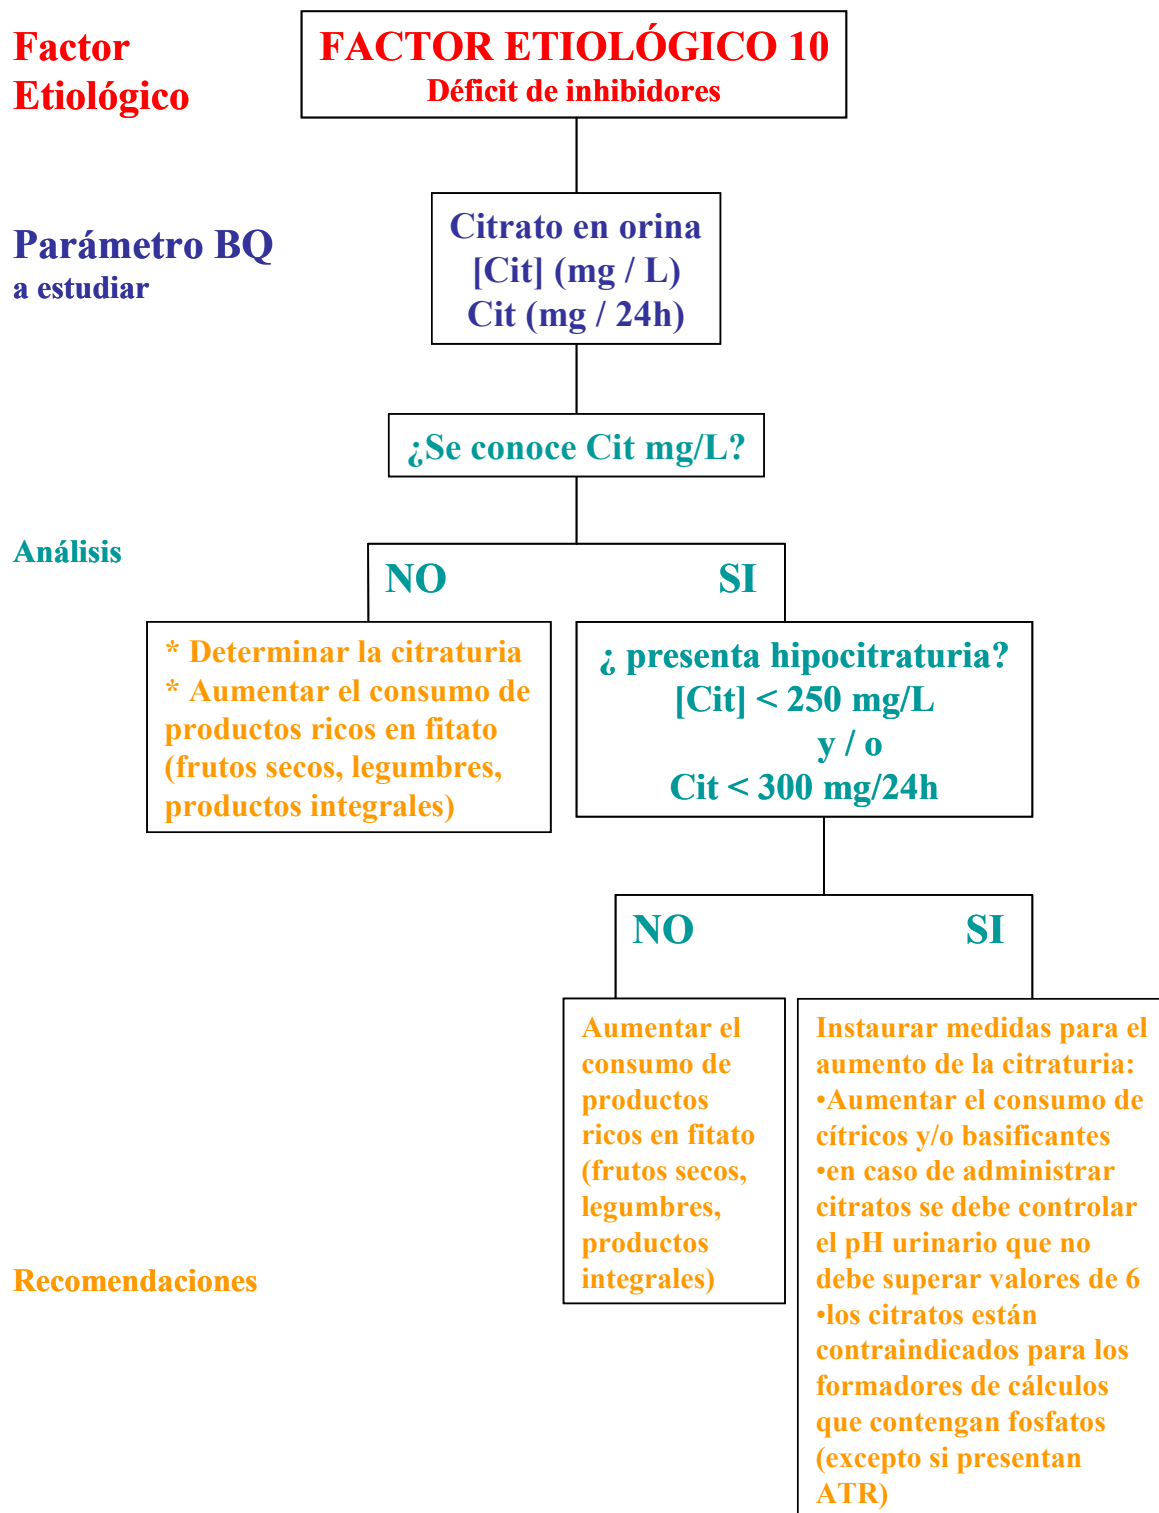 Factor
Etiológico
FACTOR ETIOLÓGICO 10
Déficit de inhibidores
Parámetro BQ
a estudiar
Citrato en orina
[Cit] (mg / L)
Cit (mg / 24h)
¿Se conoce Cit mg/L?
Análisis
NO
SI
* Determinar la citraturia
* Aumentar el consumo de
productos ricos en fitato
(frutos secos, legumbres,
productos integrales)
¿ presenta hipocitraturia?
[Cit] < 250 mg/L
y / o
Cit < 300 mg/24h
NO
SI
Aumentar el
consumo de
productos
ricos en fitato
(frutos secos,
legumbres,
productos
integrales)
Instaurar medidas para el
aumento de la citraturia:
•Aumentar el consumo de
cítricos y/o basificantes
•en caso de administrar
citratos se debe controlar
el pH urinario que no
debe superar valores de 6
•los citratos están
contraindicados para los
formadores de cálculos
que contengan fosfatos
(excepto si presentan
ATR)
Recomendaciones